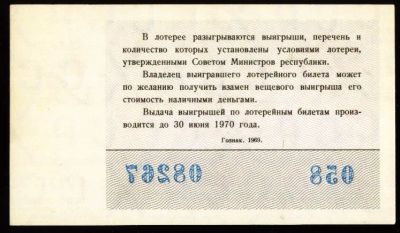 В лотерее разыгрываются выигрыши, перечень и
количество которых установлены условиями лотереи,
утвержденными Советом Министров республики.
Владелец выигравшего лотерейного билета может
по желанию получить взамен вещевого выигрыша его
стоимость наличными деньгами.
Выдача выигрышей по лотерейным билетам произ-
водится до 30 июня 1970 года.
Гознак. 1969.
08267 058